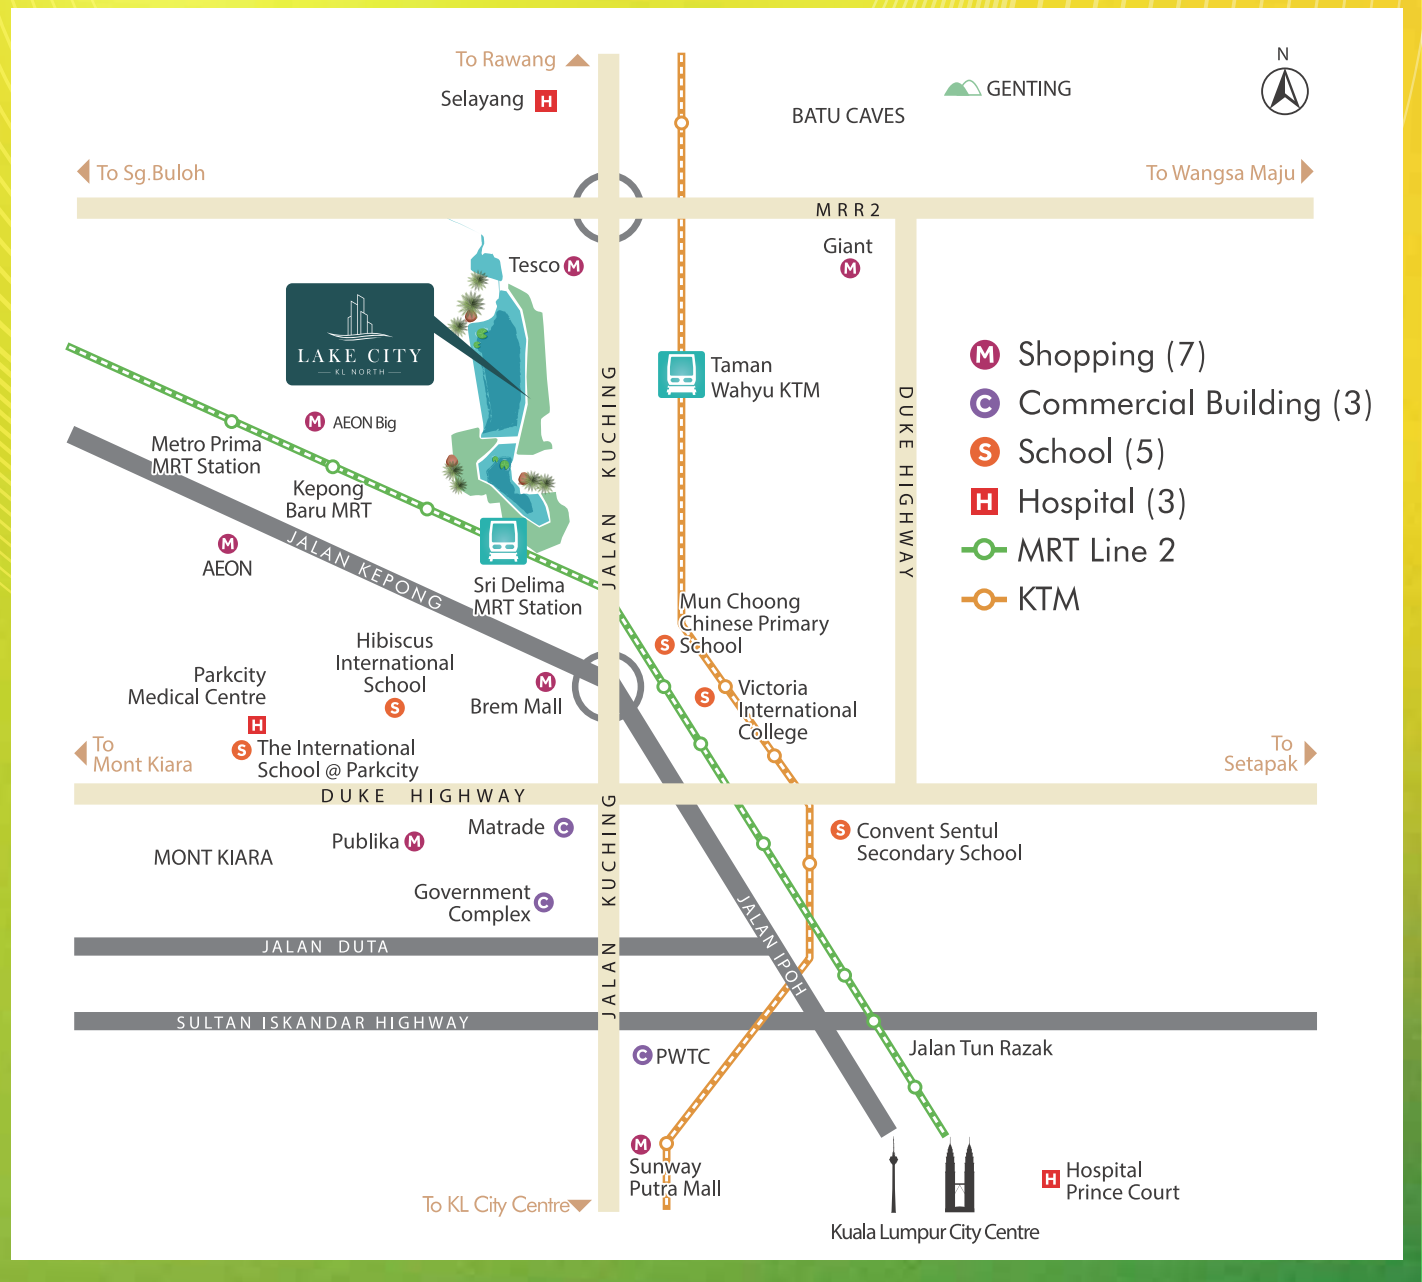 To Rawang
N
Selayang H
GENTING
BATU CAVES
To Sg.Buloh
To Wangsa Maju
MRR2
Giant
M
Tesco M
LAKE CITY
KL NORTH
M Shopping (7)
C Commercial Building (3)
S School (5)
H Hospital (3)
MRT Line 2
KTM
Taman
Wahyu KTM
JALAN KUCHING
DUKE HIGHWAY
M AEON Big
Metro Prima
MRT Station
Kepong
Baru MRT
M
AEON
JALAN KEPONG
Sri Delima
MRT Station
Mun Choong
Chinese Primary
S School
Hibiscus
International
School
S
Parkcity
Medical Centre
H
M
Brem Mall
S Victoria
International
College
S The International
School @ Parkcity
To
Mont Kiara
To
Setapak
DUKE HIGHWAY
JALAN KUCHING
Matrade C
Publika M
MONT KIARA
S Convent Sentul
Secondary School
Government
Complex C
JALAN DUTA
JALAN IPOH
SULTAN ISKANDAR HIGHWAY
C PWTC
Jalan Tun Razak
M
Sunway
Putra Mall
H Hospital
Prince Court
To KL City Centre
Kuala Lumpur City Centre